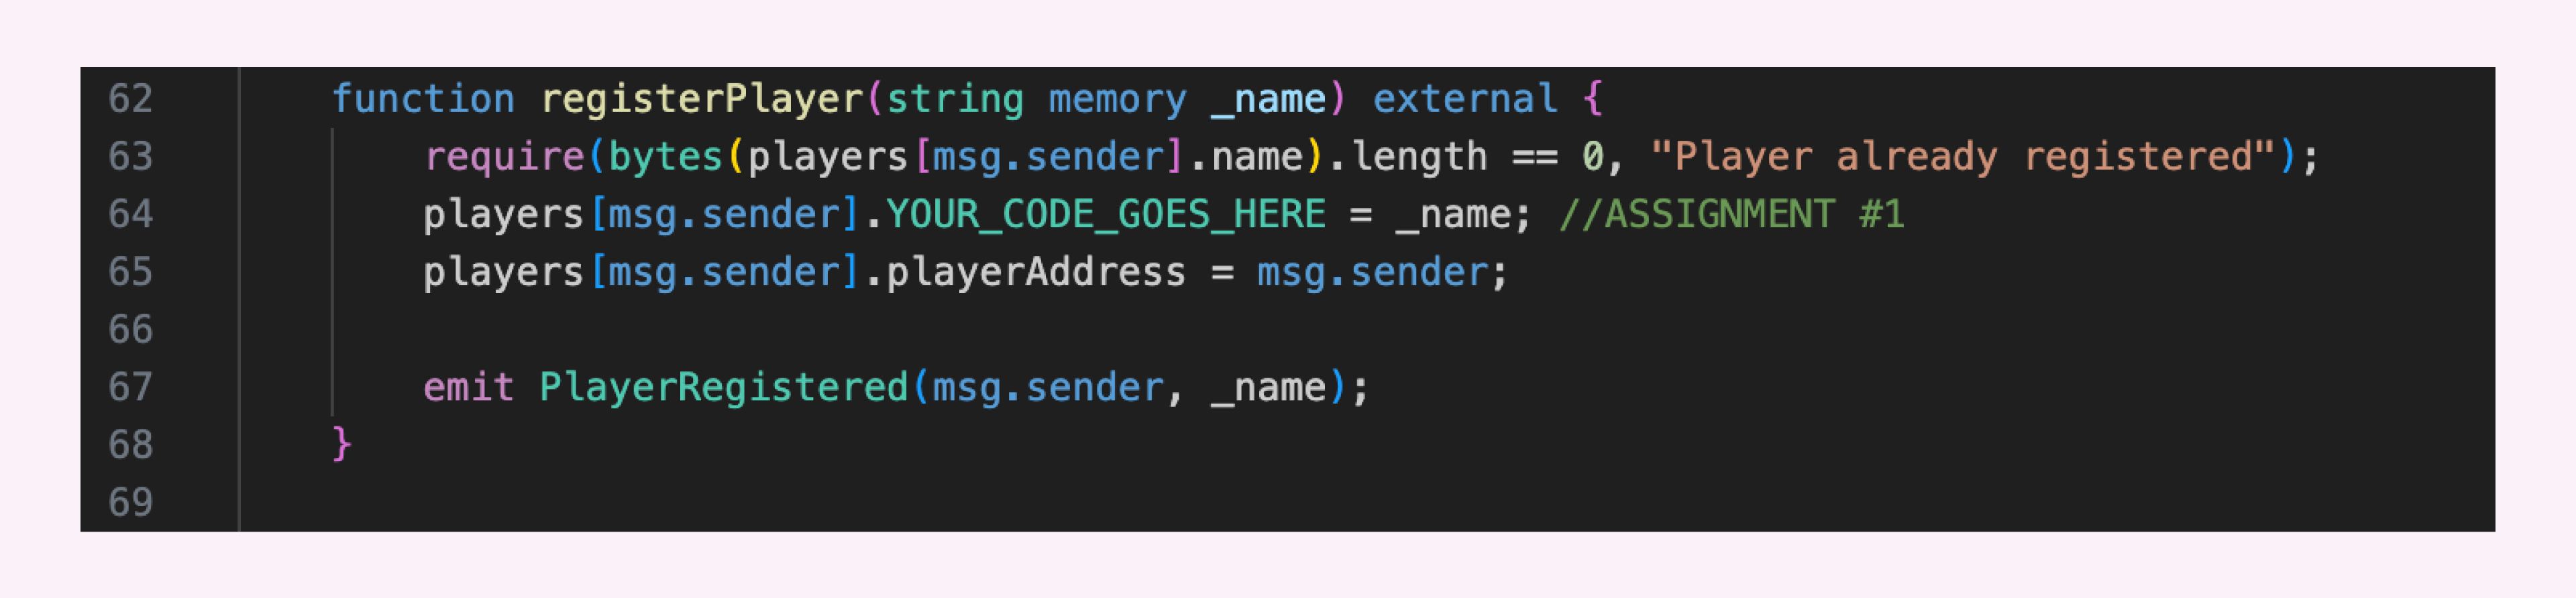 62 function registerPlayer(string memory _name) external {
63 require(bytes(players[msg.sender].name).length == 0, "Player already registered");
64 players[msg.sender].YOUR_CODE_GOES_HERE = _name; //ASSIGNMENT #1
65 players[msg.sender].playerAddress = msg.sender;
66
67 emit PlayerRegistered(msg.sender, _name);
68 }
69